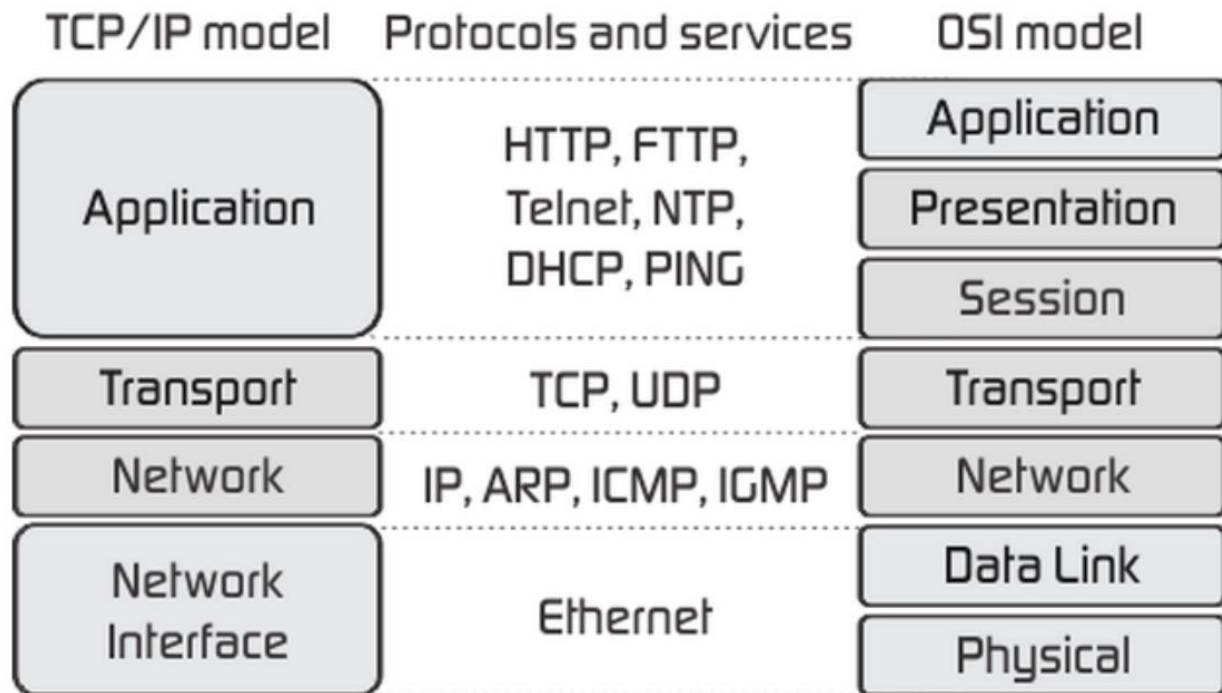 TCP/IP model
Protocols and services
OSI model
Application
HTTP, FTTP,
Telnet, NTP,
DHCP, PING
Application
Presentation
Session
Transport
TCP, UDP
Transport
Network
IP, ARP, ICMP, IGMP
Network
Network
Interface
Ethernet
Data Link
Physical